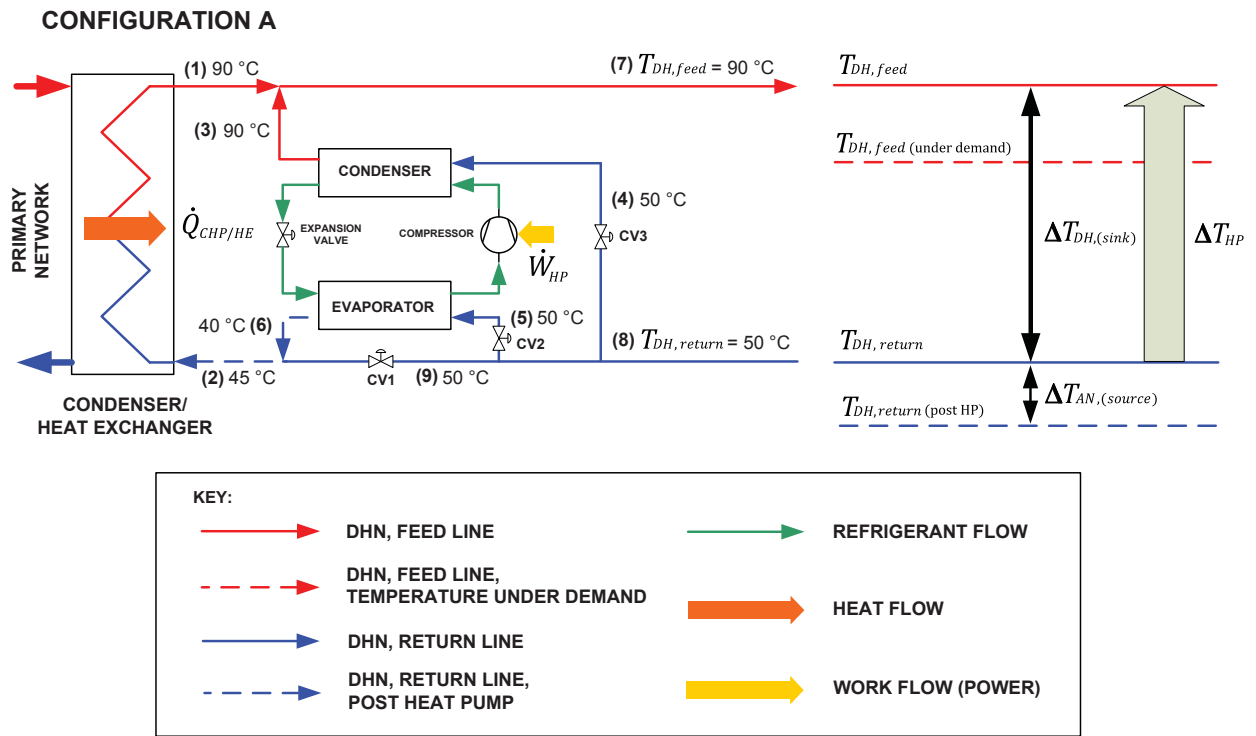 CONFIGURATION A
(1) 90 °C
(7) T_DH,feed = 90 °C
(3) 90 °C
CONDENSER
(4) 50 °C
EXPANSION
VALVE
COMPRESSOR
CV3
PRIMARY
NETWORK
Q̇_CHP/HE
Ẇ_HP
EVAPORATOR
40 °C (6)
(5) 50 °C
CV2
(8) T_DH,return = 50 °C
(2) 45 °C
CV1
(9) 50 °C
CONDENSER/
HEAT EXCHANGER
T_DH,feed
T_DH,feed (under demand)
ΔT_DH,(sink)
ΔT_HP
T_DH,return
ΔT_AN,(source)
T_DH,return (post HP)
KEY:
DHN, FEED LINE
DHN, FEED LINE,
TEMPERATURE UNDER DEMAND
DHN, RETURN LINE
DHN, RETURN LINE,
POST HEAT PUMP
REFRIGERANT FLOW
HEAT FLOW
WORK FLOW (POWER)